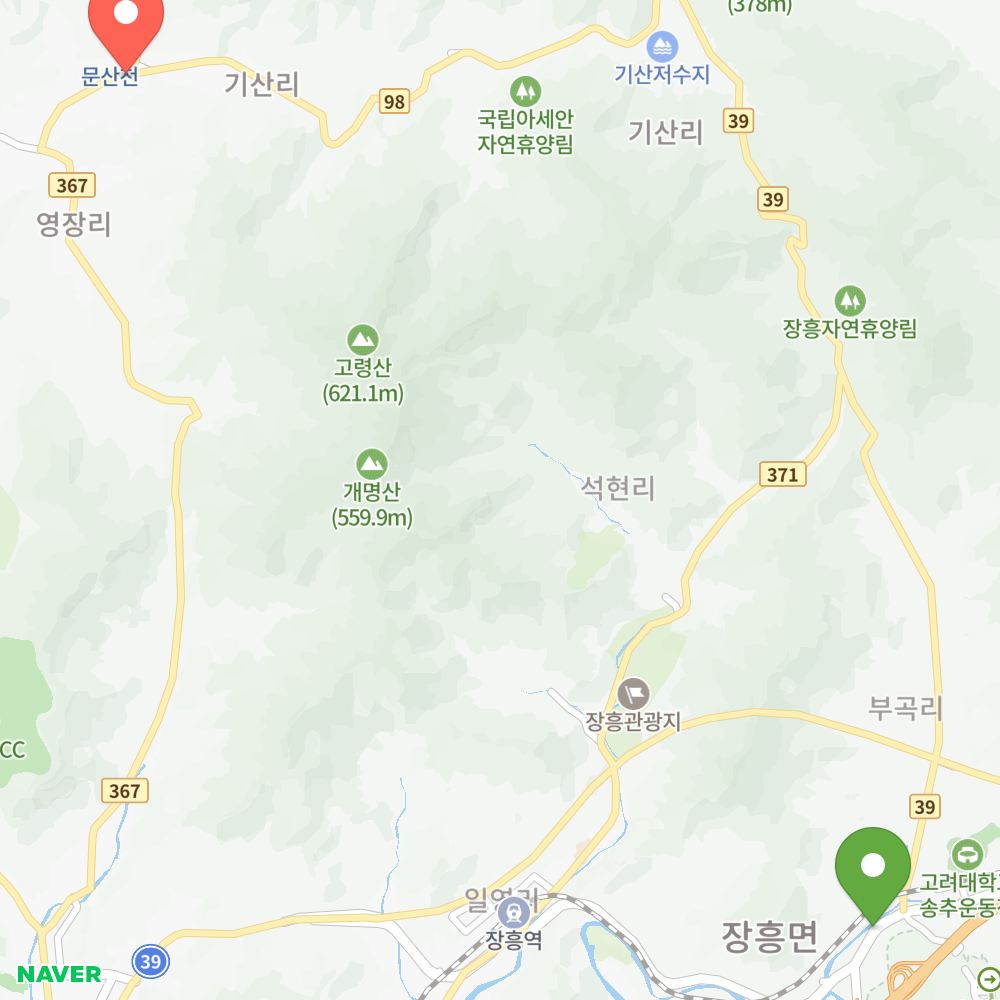 (378m)
문산천
기산리
기산저수지
98
국립아세안
자연휴양림
기산리
39
367
39
영장리
장흥자연휴양림
고령산
(621.1m)
371
개명산
(559.9m)
석현리
장흥관광지
부곡리
CC
367
39
고려대학교
송추운동장
일영리
장흥역
장흥면
39
NAVER